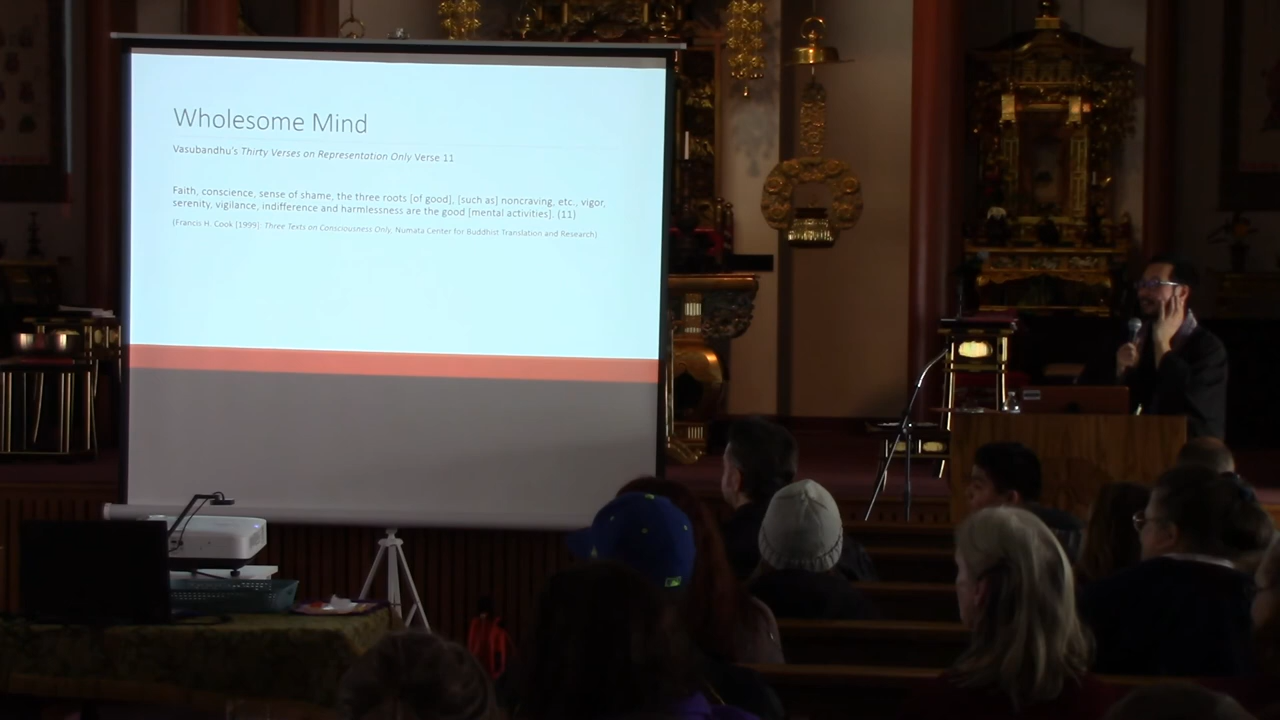 Wholesome Mind
Vasubandhu's Thirty Verses on Representation Only Verse 11
Faith, conscience, sense of shame, the three roots [of good], [such as] noncraving, etc., vigor,
serenity, vigilance, indifference and harmlessness are the good [mental activities]. (11)
(Francis H. Cook [1999]: Three Texts on Consciousness Only, Numata Center for Buddhist Translation and Research)